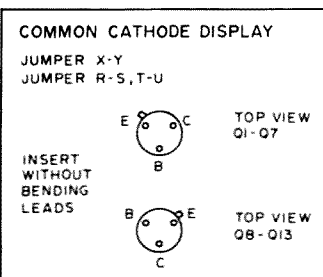 COMMON CATHODE DISPLAY
JUMPER X-Y
JUMPER R-S,T-U
E C
B
TOP VIEW
Q1-Q7
INSERT
WITHOUT
BENDING
LEADS
B E
C
TOP VIEW
Q8-Q13